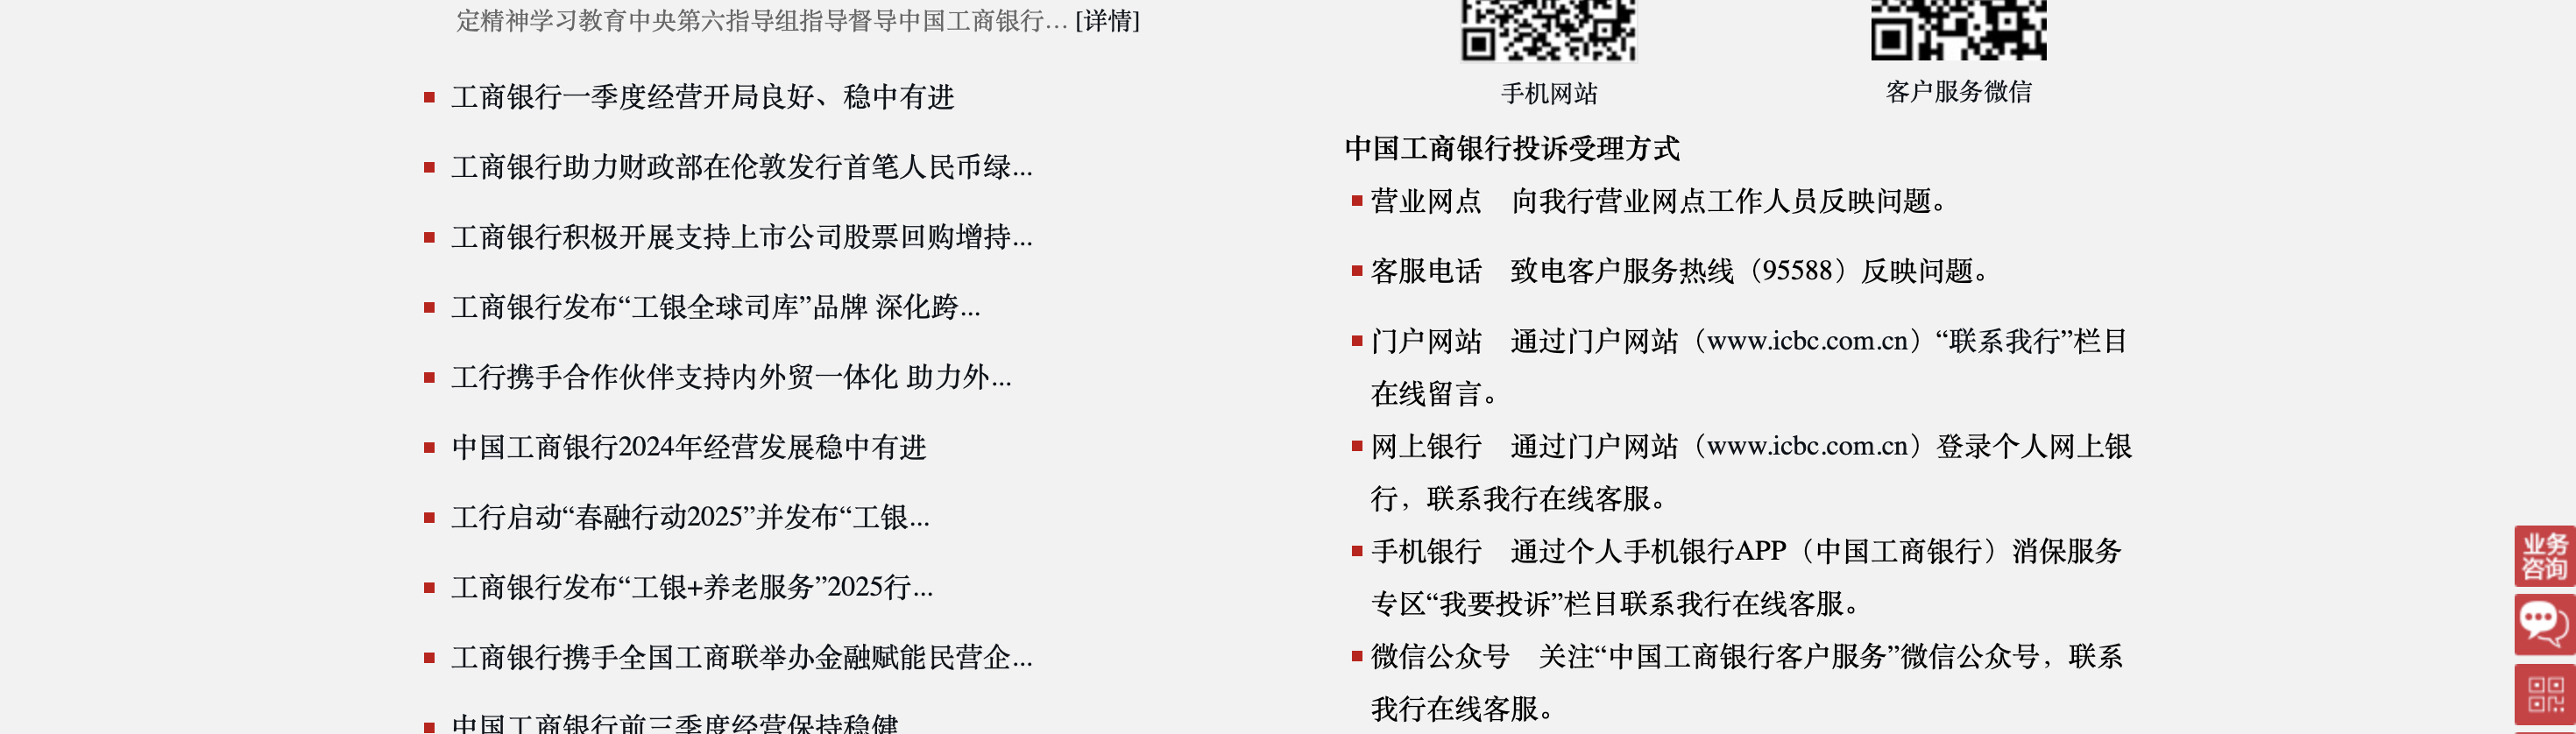 定精神学习教育中央第六指导组指导督导中国工商银行… [详情]
工商银行一季度经营开局良好、稳中有进
工商银行助力财政部在伦敦发行首笔人民币绿...
工商银行积极开展支持上市公司股票回购增持...
工商银行发布“工银全球司库”品牌 深化跨...
工行携手合作伙伴支持内外贸一体化 助力外...
中国工商银行2024年经营发展稳中有进
工行启动“春融行动2025”并发布“工银...
工商银行发布“工银+养老服务”2025行...
工商银行携手全国工商联举办金融赋能民营企...
中国工商银行前三季度经营保持稳健
手机网站
客户服务微信
中国工商银行投诉受理方式
营业网点　向我行营业网点工作人员反映问题。
客服电话　致电客户服务热线（95588）反映问题。
门户网站　通过门户网站（www.icbc.com.cn）“联系我行”栏目
在线留言。
网上银行　通过门户网站（www.icbc.com.cn）登录个人网上银
行，联系我行在线客服。
手机银行　通过个人手机银行APP（中国工商银行）消保服务
专区“我要投诉”栏目联系我行在线客服。
微信公众号　关注“中国工商银行客户服务”微信公众号，联系
我行在线客服。
业务
咨询